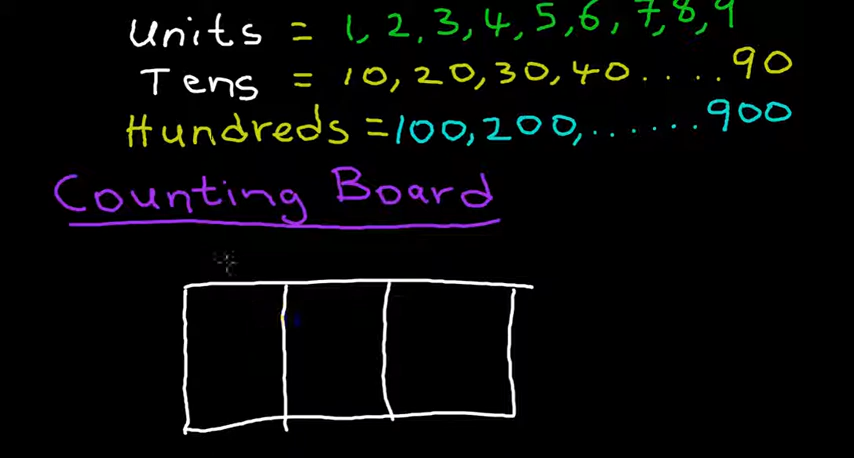 Units = 1, 2, 3, 4, 5, 6, 7, 8, 9
Tens = 10, 20, 30, 40 .... 90
Hundreds = 100, 200, ....... 900
Counting Board